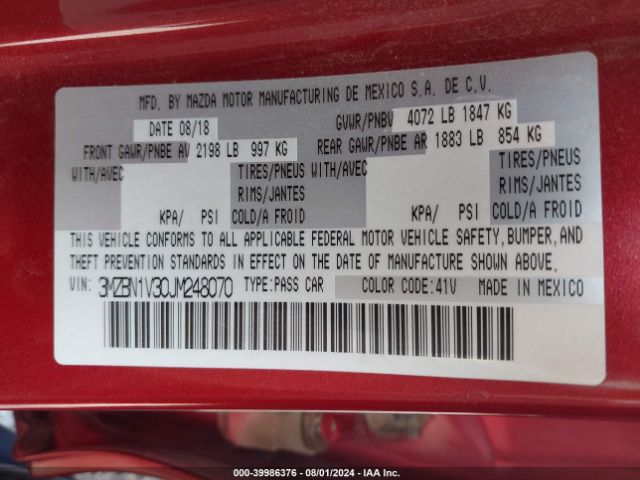 MFD. BY MAZDA MOTOR MANUFACTURING DE MEXICO S.A. DE C.V.
DATE 08/18 GVWR/PNBV 4072 LB 1847 KG
FRONT GAWR/PNBE AV 2198 LB 997 KG REAR GAWR/PNBE AR 1883 LB 854 KG
WITH/AVEC TIRES/PNEUS WITH/AVEC TIRES/PNEUS
RIMS/JANTES RIMS/JANTES
KPA/ PSI COLD/A FROID KPA/ PSI COLD/A FROID
THIS VEHICLE CONFORMS TO ALL APPLICABLE FEDERAL MOTOR VEHICLE SAFETY, BUMPER, AND
THEFT PREVENTION STANDARDS IN EFFECT ON THE DATE OF MANUFACTURE SHOWN ABOVE.
VIN: 3MZBN1V30JM248070 TYPE:PASS CAR COLOR CODE:41V MADE IN MEXICO
000-39986376 - 08/01/2024 - IAA Inc.